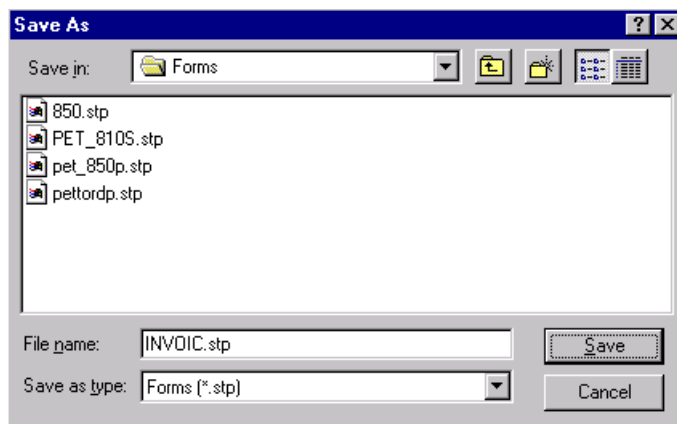 Save As
Save in: Forms
850.stp
PET_810S.stp
pet_850p.stp
pettordp.stp
File name: INVOIC.stp Save
Save as type: Forms (*.stp) Cancel